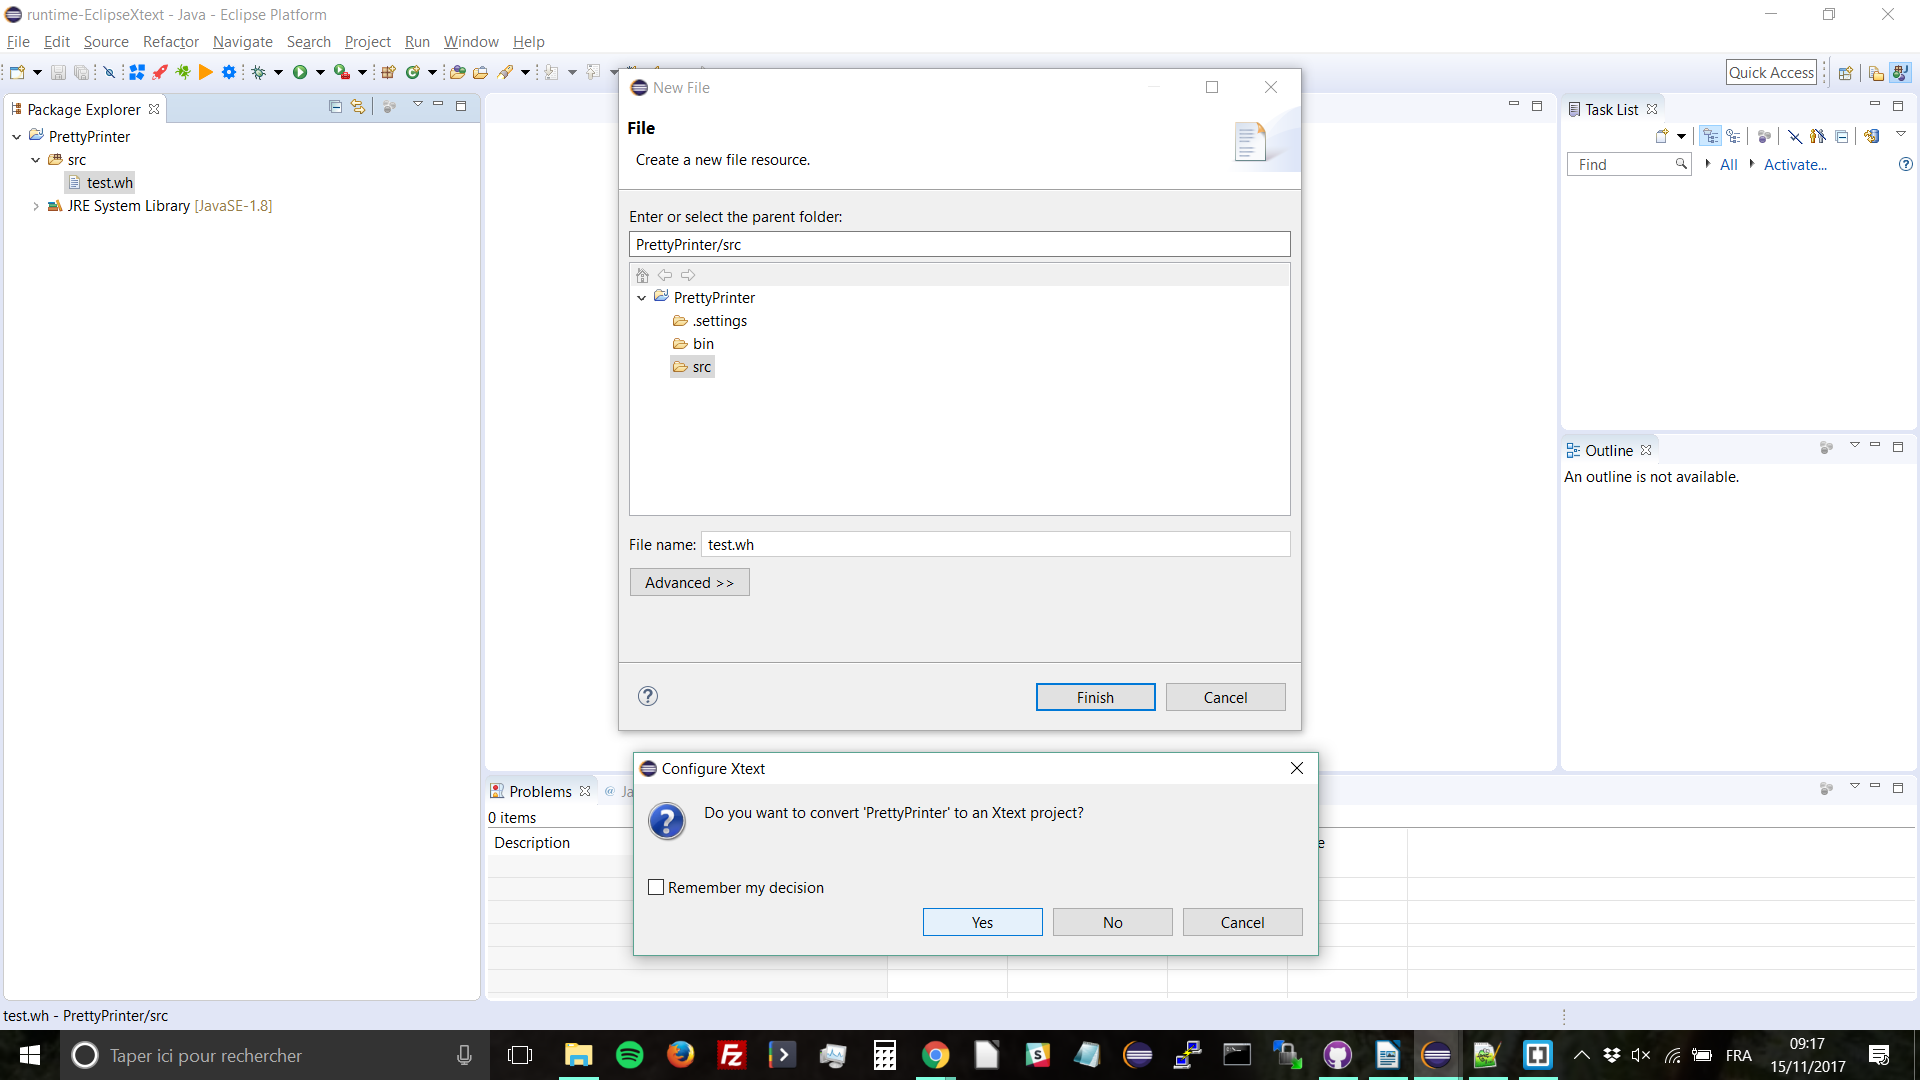 runtime-EclipseXtext - Java - Eclipse Platform
File Edit Source Refactor Navigate Search Project Run Window Help
Quick Access
Package Explorer
PrettyPrinter
src
test.wh
JRE System Library [JavaSE-1.8]
New File
File
Create a new file resource.
Enter or select the parent folder:
PrettyPrinter/src
PrettyPrinter
.settings
bin
src
File name: test.wh
Advanced >>
Finish
Cancel
Task List
Find
All
Activate...
Outline
An outline is not available.
Problems
@ Ja
0 items
Description
e
Configure Xtext
Do you want to convert 'PrettyPrinter' to an Xtext project?
Remember my decision
Yes
No
Cancel
test.wh - PrettyPrinter/src
Taper ici pour rechercher
FRA
09:17
15/11/2017